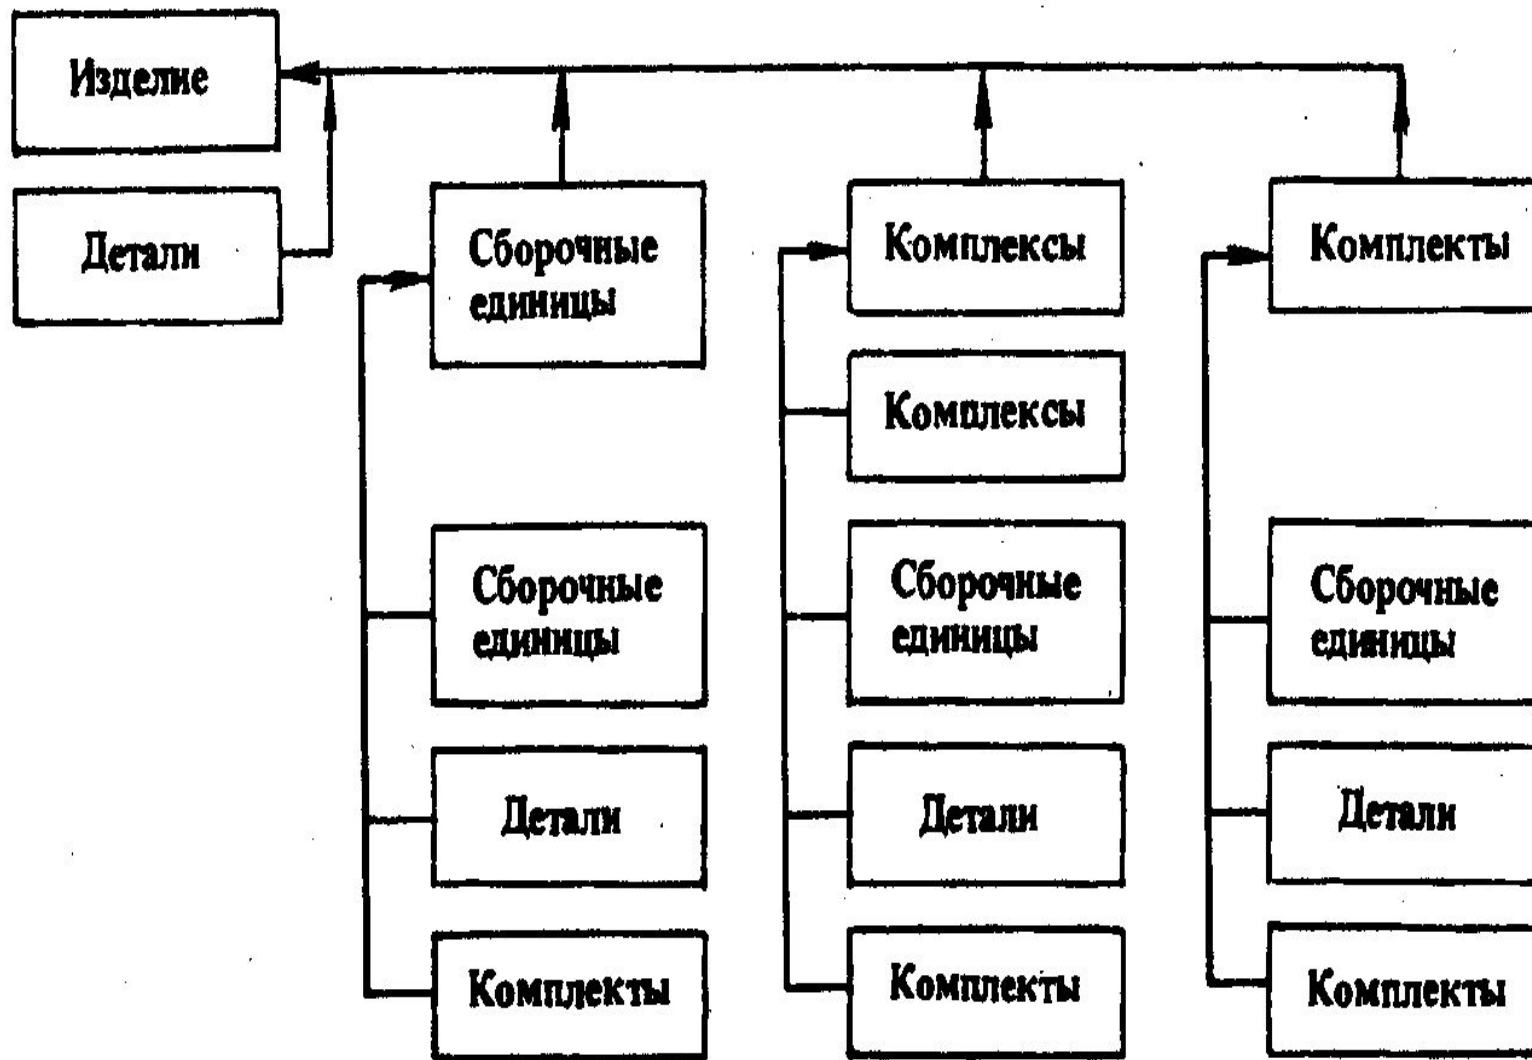 Изделие
Детали
Сборочные
единицы
Комплексы
Комплекты
Комплексы
Сборочные
единицы
Сборочные
единицы
Сборочные
единицы
Детали
Детали
Детали
Комплекты
Комплекты
Комплекты